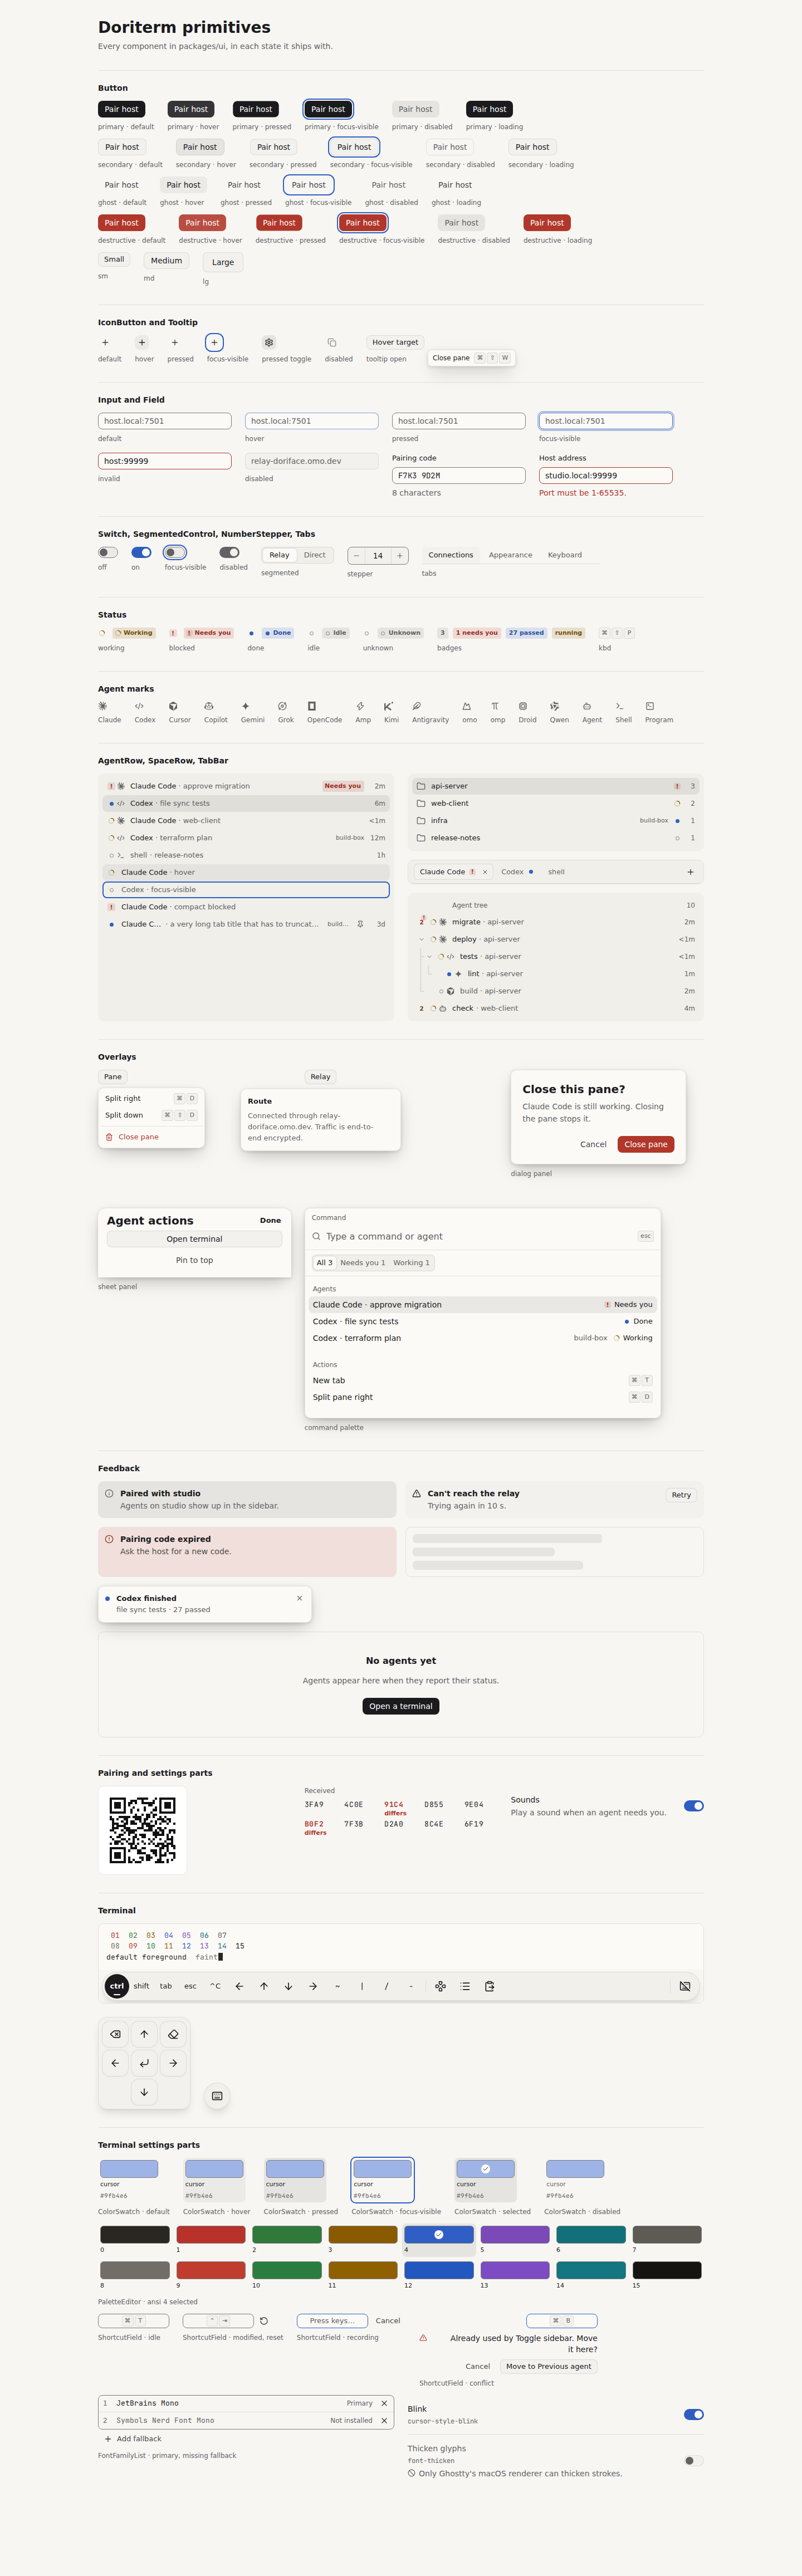 Doriterm primitives
Every component in packages/ui, in each state it ships with.
Button
Pair host Pair host Pair host Pair host Pair host Pair host
primary · default primary · hover primary · pressed primary · focus-visible primary · disabled primary · loading
Pair host Pair host Pair host Pair host Pair host Pair host
secondary · default secondary · hover secondary · pressed secondary · focus-visible secondary · disabled secondary · loading
Pair host Pair host Pair host Pair host Pair host Pair host
ghost · default ghost · hover ghost · pressed ghost · focus-visible ghost · disabled ghost · loading
Pair host Pair host Pair host Pair host Pair host Pair host
destructive · default destructive · hover destructive · pressed destructive · focus-visible destructive · disabled destructive · loading
Small Medium Large
sm md lg
IconButton and Tooltip
Hover target
Close pane ⌘ ⇧ W
default hover pressed focus-visible pressed toggle disabled tooltip open
Input and Field
host.local:7501 host.local:7501 host.local:7501 host.local:7501
default hover pressed focus-visible
Pairing code Host address
host:99999 relay-doriface.omo.dev F7K3 9D2M studio.local:99999
invalid disabled 8 characters Port must be 1-65535.
Switch, SegmentedControl, NumberStepper, Tabs
Relay Direct − 14 + Connections Appearance Keyboard
off on focus-visible disabled segmented stepper tabs
Status
Working ! ! Needs you Done Idle Unknown 3 1 needs you 27 passed running ⌘ ⇧ P
working blocked done idle unknown badges kbd
Agent marks
Claude Codex Cursor Copilot Gemini Grok OpenCode Amp Kimi Antigravity omo omp Droid Qwen Agent Shell Program
AgentRow, SpaceRow, TabBar
! Claude Code · approve migration Needs you 2m
Codex · file sync tests 6m
Claude Code · web-client <1m
Codex · terraform plan build-box 12m
shell · release-notes 1h
Claude Code · hover
Codex · focus-visible
! Claude Code · compact blocked
Claude C... · a very long tab title that has to truncat... build... 3d
api-server ! 3
web-client 2
infra build-box 1
release-notes 1
Claude Code ! × Codex shell +
Agent tree 10
2 migrate · api-server 2m
deploy · api-server <1m
tests · api-server <1m
lint · api-server 1m
build · api-server 2m
2 check · web-client 4m
Overlays
Pane
Split right ⌘ D
Split down ⌘ ⇧ D
Close pane
Relay
Route
Connected through relay-
doriface.omo.dev. Traffic is end-to-
end encrypted.
Close this pane?
Claude Code is still working. Closing
the pane stops it.
Cancel Close pane
dialog panel
Agent actions Done
Open terminal
Pin to top
sheet panel
Command
Type a command or agent esc
All 3 Needs you 1 Working 1
Agents
Claude Code · approve migration ! Needs you
Codex · file sync tests Done
Codex · terraform plan build-box Working
Actions
New tab ⌘ T
Split pane right ⌘ D
command palette
Feedback
Paired with studio
Agents on studio show up in the sidebar.
Can't reach the relay Retry
Trying again in 10 s.
Pairing code expired
Ask the host for a new code.
Codex finished
file sync tests · 27 passed
No agents yet
Agents appear here when they report their status.
Open a terminal
Pairing and settings parts
Received
3FA9 4C0E 91C4 D855 9E04
differs
B0F2 7F3B D2A0 8C4E 6F19
differs
Sounds
Play a sound when an agent needs you.
Terminal
01 02 03 04 05 06 07
08 09 10 11 12 13 14 15
default foreground faint
ctrl shift tab esc ^C ← ↑ ↓ → ~ | / -
Terminal settings parts
cursor cursor cursor cursor cursor cursor
#9fb4e6 #9fb4e6 #9fb4e6 #9fb4e6 #9fb4e6 #9fb4e6
ColorSwatch · default ColorSwatch · hover ColorSwatch · pressed ColorSwatch · focus-visible ColorSwatch · selected ColorSwatch · disabled
0 1 2 3 4 5 6 7
8 9 10 11 12 13 14 15
PaletteEditor · ansi 4 selected
⌘ T ⌃ ⇥ Press keys... Cancel ⌘ B
ShortcutField · idle ShortcutField · modified, reset ShortcutField · recording
Already used by Toggle sidebar. Move
it here?
Cancel Move to Previous agent
ShortcutField · conflict
1 JetBrains Mono Primary ×
2 Symbols Nerd Font Mono Not installed ×
+ Add fallback
FontFamilyList · primary, missing fallback
Blink
cursor-style-blink
Thicken glyphs
font-thicken
Only Ghostty's macOS renderer can thicken strokes.